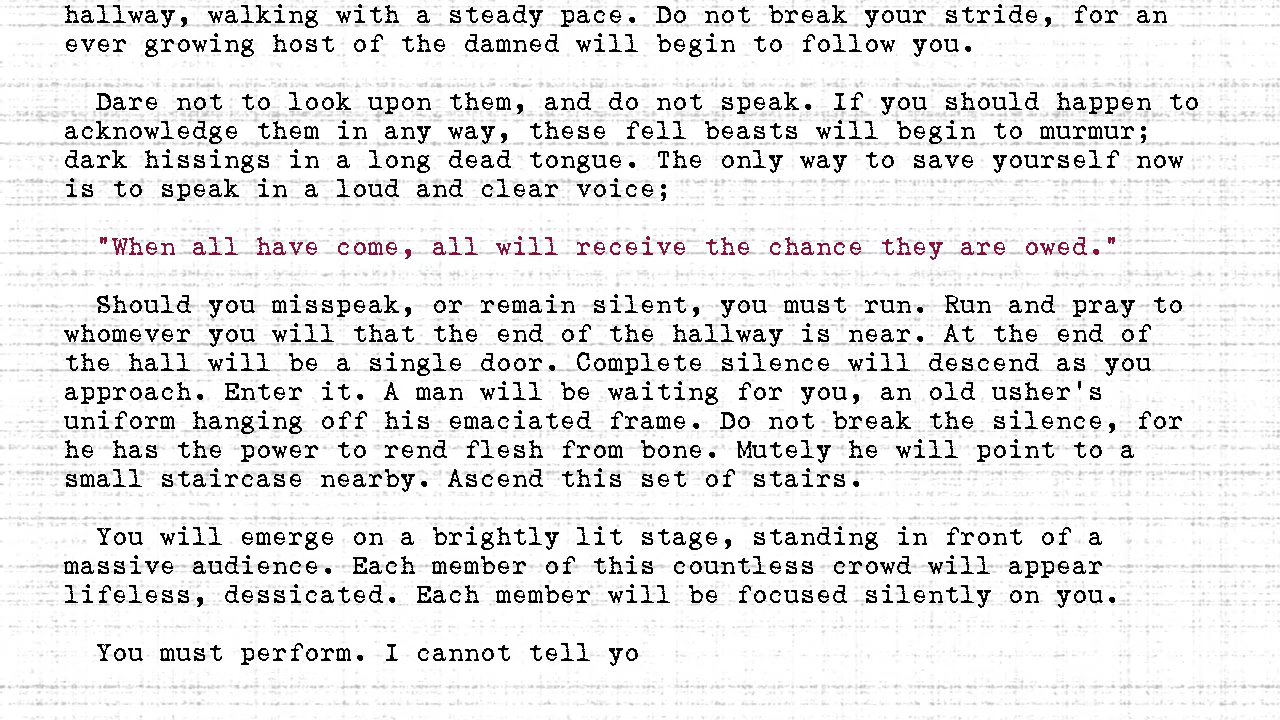 hallway, walking with a steady pace. Do not break your stride, for an
ever growing host of the damned will begin to follow you.
Dare not to look upon them, and do not speak. If you should happen to
acknowledge them in any way, these fell beasts will begin to murmur;
dark hissings in a long dead tongue. The only way to save yourself now
is to speak in a loud and clear voice;
"When all have come, all will receive the chance they are owed."
Should you misspeak, or remain silent, you must run. Run and pray to
whomever you will that the end of the hallway is near. At the end of
the hall will be a single door. Complete silence will descend as you
approach. Enter it. A man will be waiting for you, an old usher's
uniform hanging off his emaciated frame. Do not break the silence, for
he has the power to rend flesh from bone. Mutely he will point to a
small staircase nearby. Ascend this set of stairs.
You will emerge on a brightly lit stage, standing in front of a
massive audience. Each member of this countless crowd will appear
lifeless, dessicated. Each member will be focused silently on you.
You must perform. I cannot tell yo